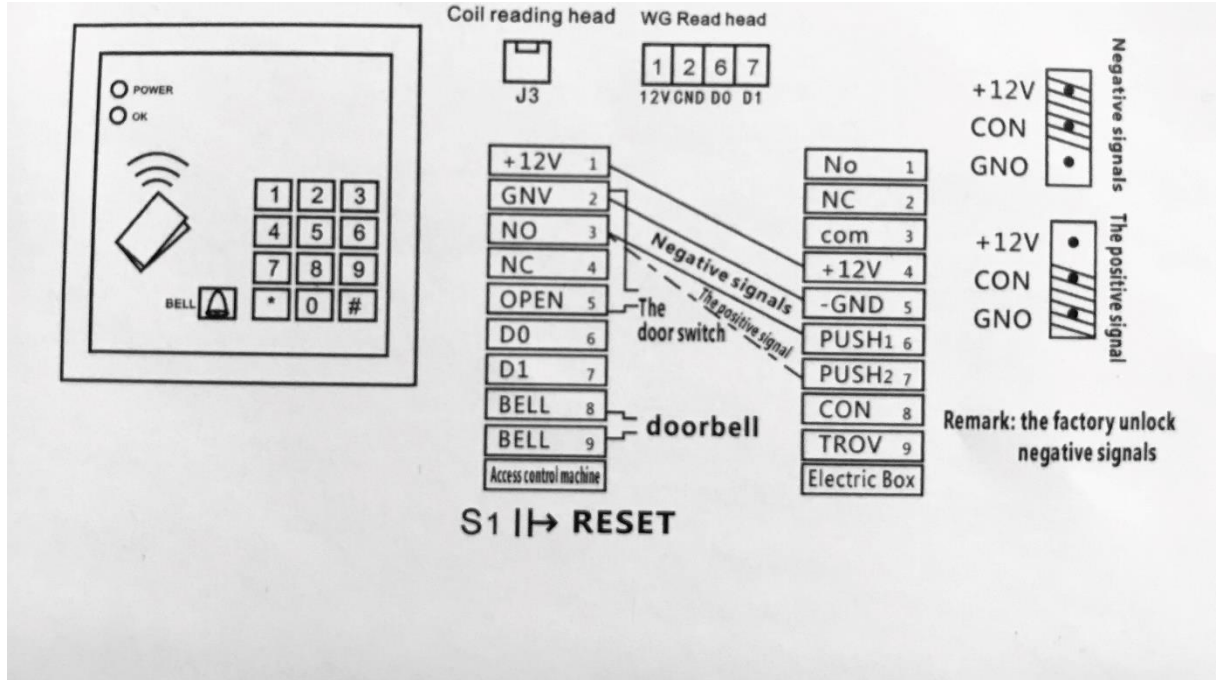 Coil reading head
J3
WG Read head
1 2 6 7
12V GND D0 D1
POWER
OK
1 2 3
4 5 6
7 8 9
BELL * 0 #
+12V 1
GNV 2
NO 3
NC 4
OPEN 5
D0 6
D1 7
BELL 8
BELL 9
Access control machine
Negative signals
The positive signal
The
door switch
doorbell
No 1
NC 2
com 3
+12V 4
-GND 5
PUSH1 6
PUSH2 7
CON 8
TROV 9
Electric Box
+12V
CON
GNO
Negative signals
+12V
CON
GNO
The positive signal
Remark: the factory unlock
negative signals
S1 RESET